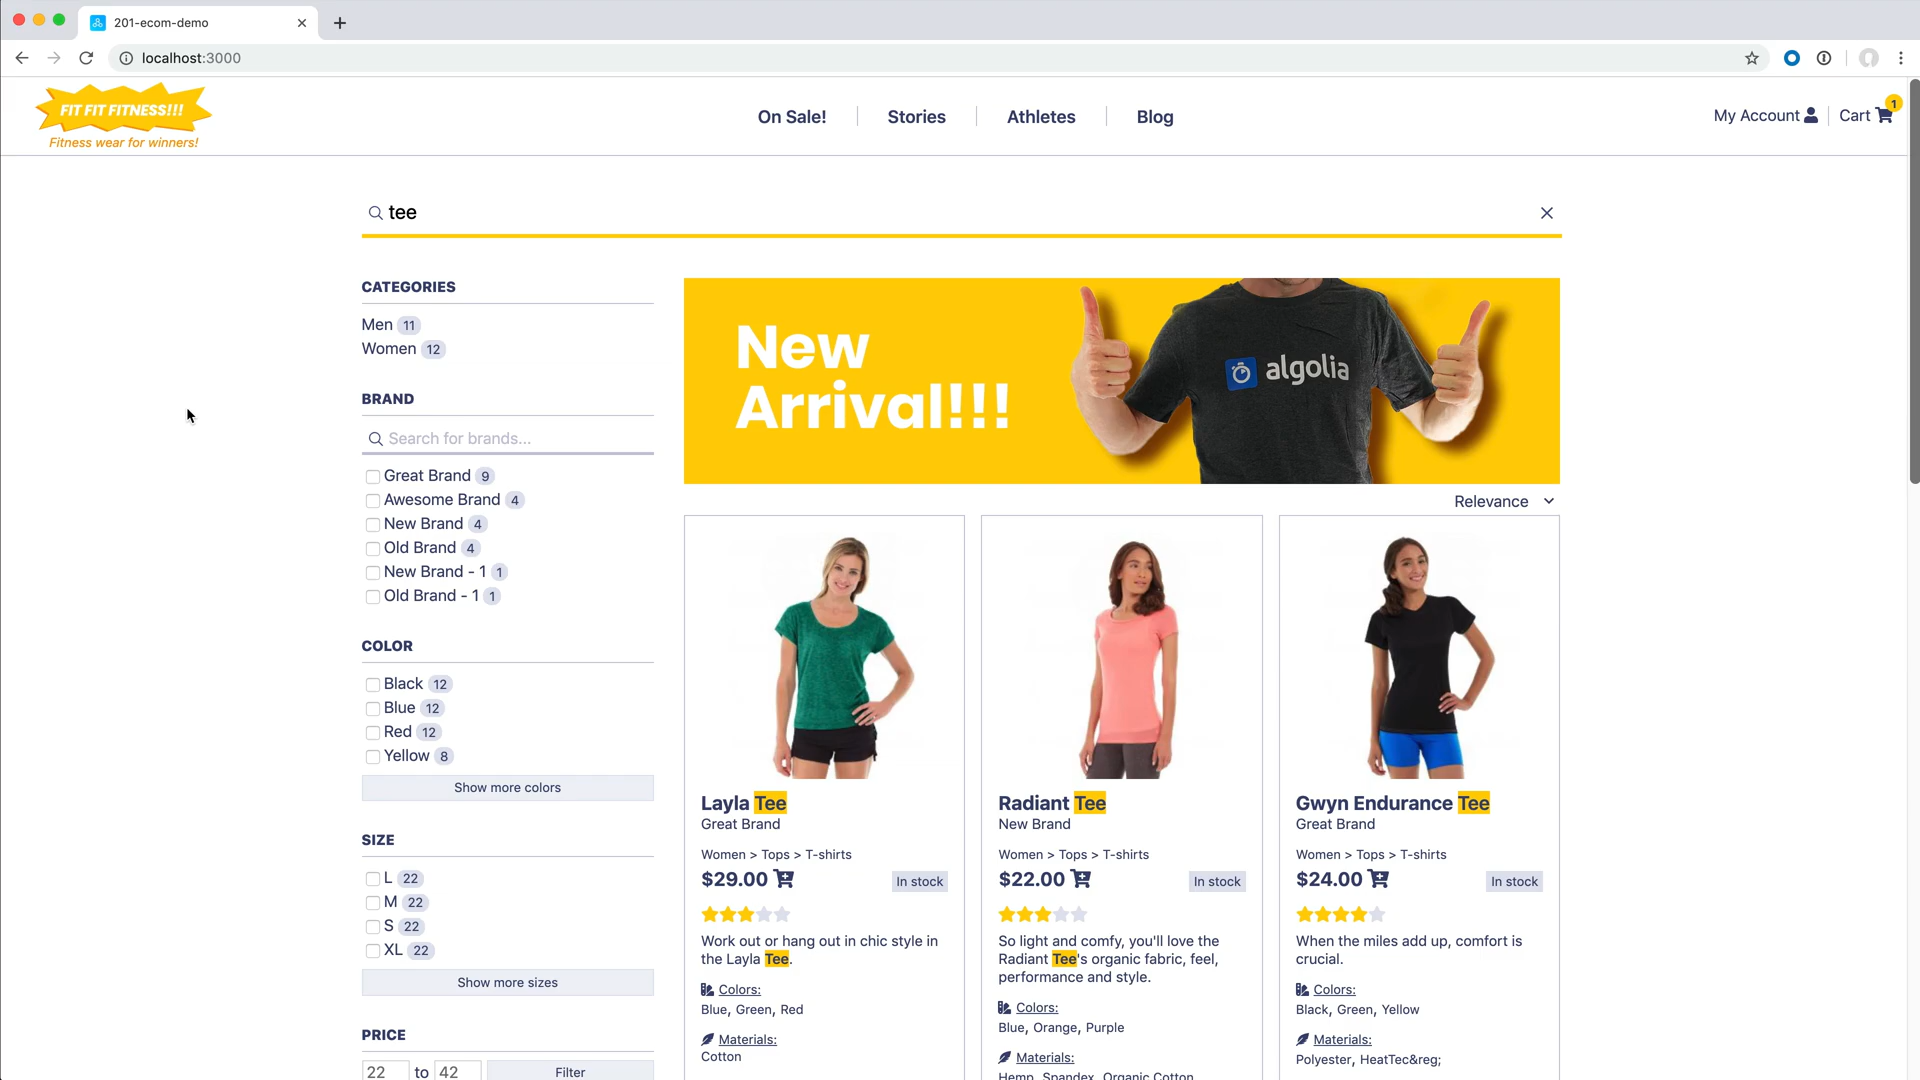 201-ecom-demo
localhost:3000
FIT FIT FITNESS!!!
Fitness wear for winners!
On Sale!
Stories
Athletes
Blog
My Account
Cart
1
tee
CATEGORIES
Men 11
Women 12
BRAND
Search for brands...
Great Brand 9
Awesome Brand 4
New Brand 4
Old Brand 4
New Brand - 1 1
Old Brand - 1 1
COLOR
Black 12
Blue 12
Red 12
Yellow 8
Show more colors
SIZE
L 22
M 22
S 22
XL 22
Show more sizes
PRICE
22 to 42 Filter
New
Arrival!!!
algolia
Relevance
Layla Tee
Great Brand
Women > Tops > T-shirts
$29.00
In stock
Work out or hang out in chic style in
the Layla Tee.
Colors:
Blue, Green, Red
Materials:
Cotton
Radiant Tee
New Brand
Women > Tops > T-shirts
$22.00
In stock
So light and comfy, you'll love the
Radiant Tee's organic fabric, feel,
performance and style.
Colors:
Blue, Orange, Purple
Materials:
Hemp, Spandex, Organic Cotton
Gwyn Endurance Tee
Great Brand
Women > Tops > T-shirts
$24.00
In stock
When the miles add up, comfort is
crucial.
Colors:
Black, Green, Yellow
Materials:
Polyester, HeatTec&reg;